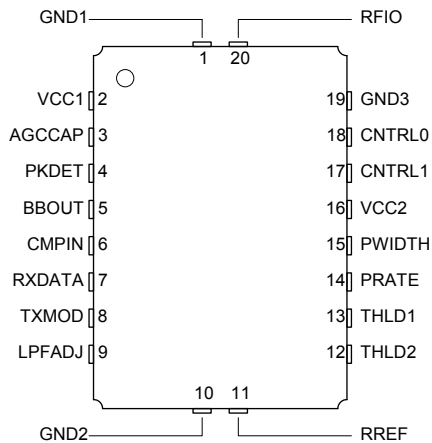 GND1 RFIO
1 20
VCC1 2 19 GND3
AGCCAP 3 18 CNTRL0
PKDET 4 17 CNTRL1
BBOUT 5 16 VCC2
CMPIN 6 15 PWIDTH
RXDATA 7 14 PRATE
TXMOD 8 13 THLD1
LPFADJ 9 12 THLD2
10 11
GND2 RREF